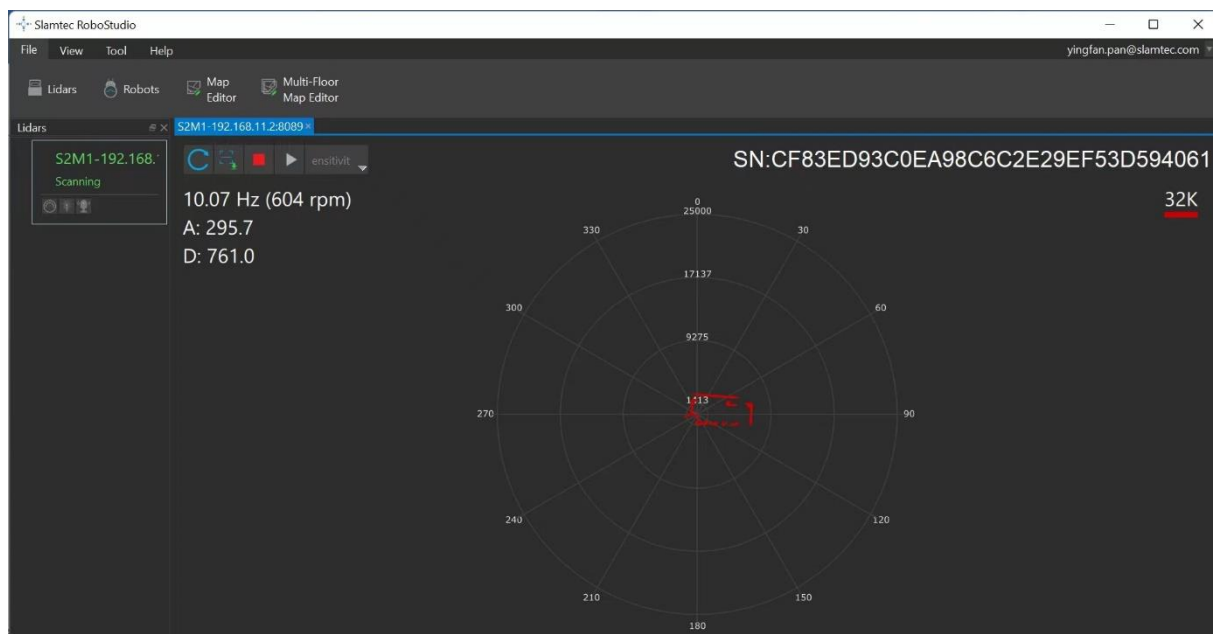 Slamtec RoboStudio
File View Tool Help yingfan.pan@slamtec.com
Lidars Robots Map Editor Multi-Floor Map Editor
Lidars S2M1-192.168.11.2:8089
S2M1-192.168.
Scanning
ensitivit
SN:CF83ED93C0EA98C6C2E29EF53D594061
10.07 Hz (604 rpm)
32K
A: 295.7
D: 761.0
0
25000
330 30
17137
300 60
9275
1413
270 90
240 120
210 150
180